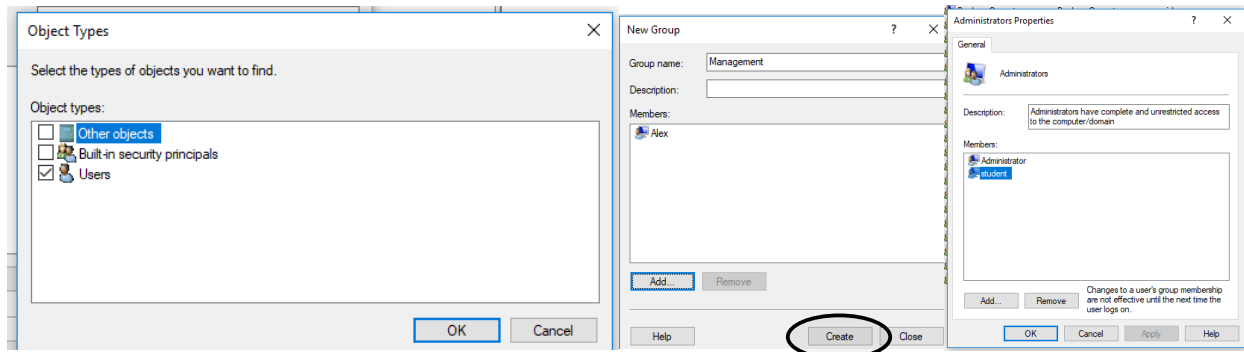 Object Types
Select the types of objects you want to find.
Object types:
Other objects
Built-in security principals
Users
OK Cancel
New Group ?
Group name: Management
Description:
Members:
Alex
Add... Remove
Help Create Close
Administrators Properties ?
General
Administrators
Description: Administrators have complete and unrestricted access
to the computer/domain
Members:
Administrator
student
Add... Remove
Changes to a user's group membership
are not effective until the next time the
user logs on.
OK Cancel Apply Help